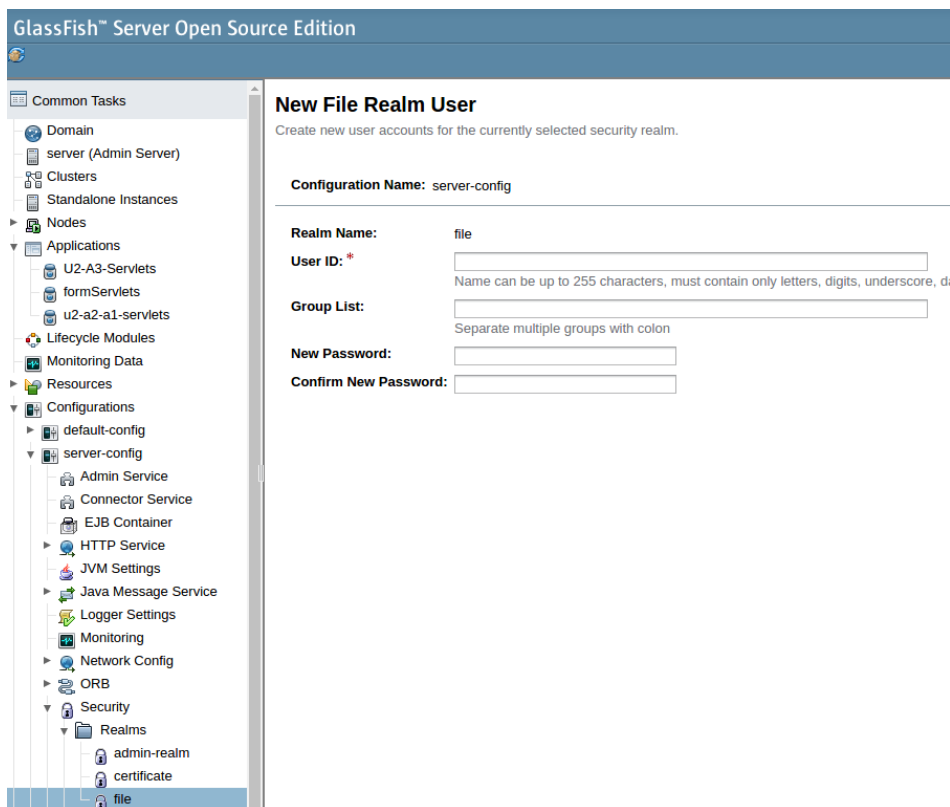 GlassFish™ Server Open Source Edition
Common Tasks
Domain
server (Admin Server)
Clusters
Standalone Instances
Nodes
Applications
U2-A3-Servlets
formServlets
u2-a2-a1-servlets
Lifecycle Modules
Monitoring Data
Resources
Configurations
default-config
server-config
Admin Service
Connector Service
EJB Container
HTTP Service
JVM Settings
Java Message Service
Logger Settings
Monitoring
Network Config
ORB
Security
Realms
admin-realm
certificate
file
New File Realm User
Create new user accounts for the currently selected security realm.
Configuration Name: server-config
Realm Name: file
User ID: *
Name can be up to 255 characters, must contain only letters, digits, underscore,
Group List:
Separate multiple groups with colon
New Password:
Confirm New Password: